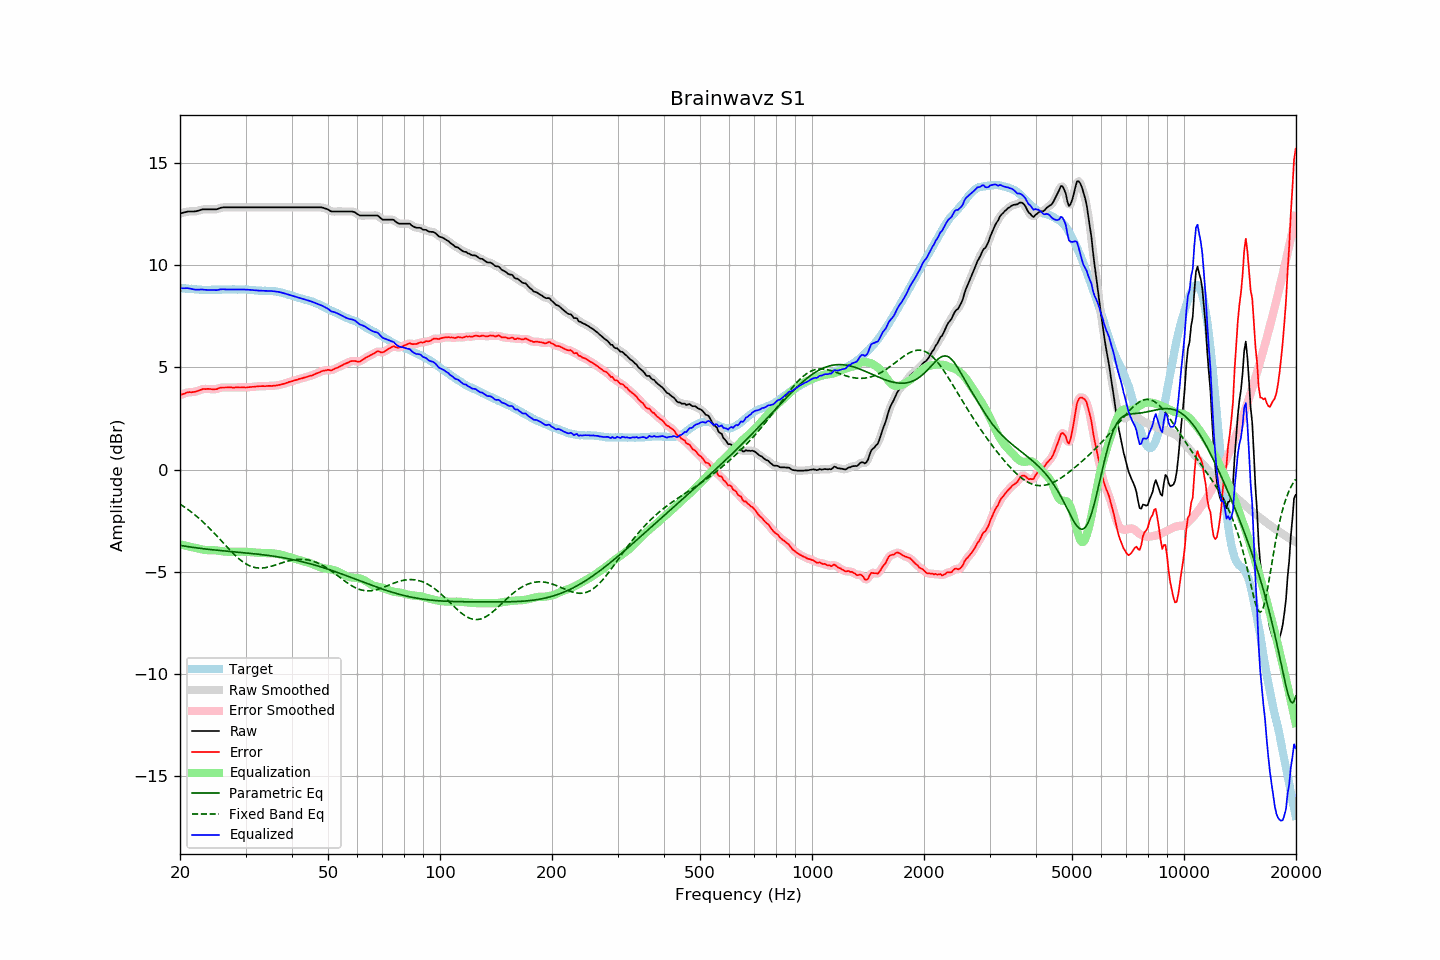 Brainwavz S1
Amplitude (dBr)
15
10
5
0
−5
−10
−15
Target
Raw Smoothed
Error Smoothed
Raw
Error
Equalization
Parametric Eq
Fixed Band Eq
Equalized
20 50 100 200 500 1000 2000 5000 10000 20000
Frequency (Hz)